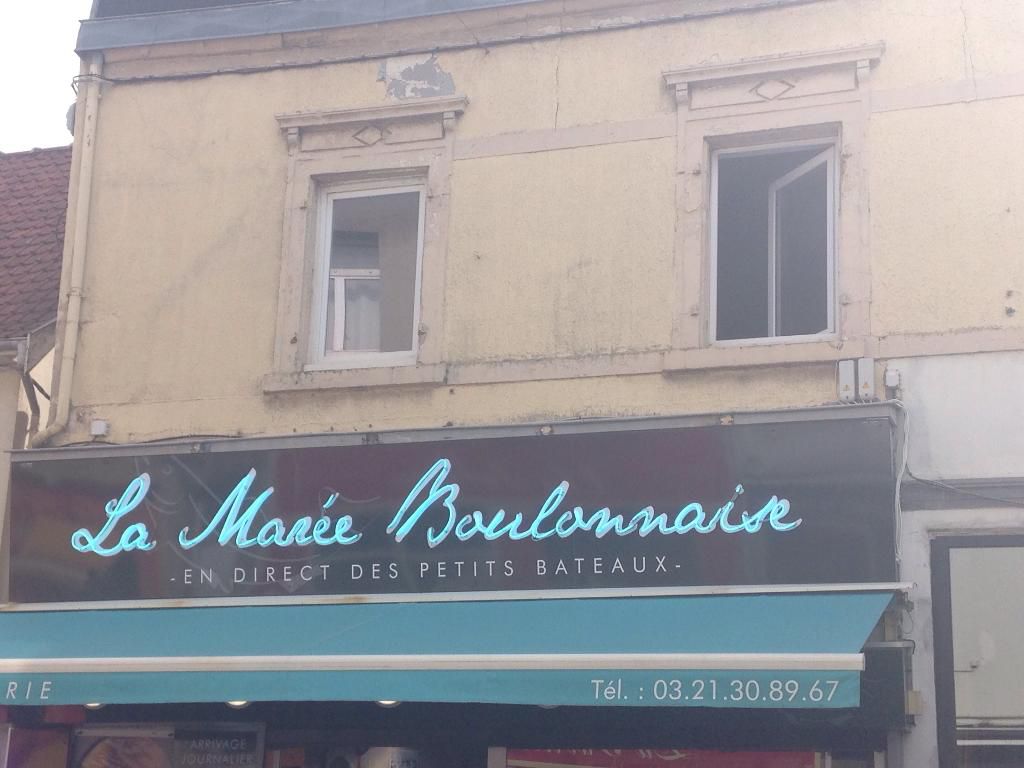 La Marée Boulonnaise
-EN DIRECT DES PETITS BATEAUX-
RIE
Tél. : 03.21.30.89.67
ARRIVAGE
JOURNALIER